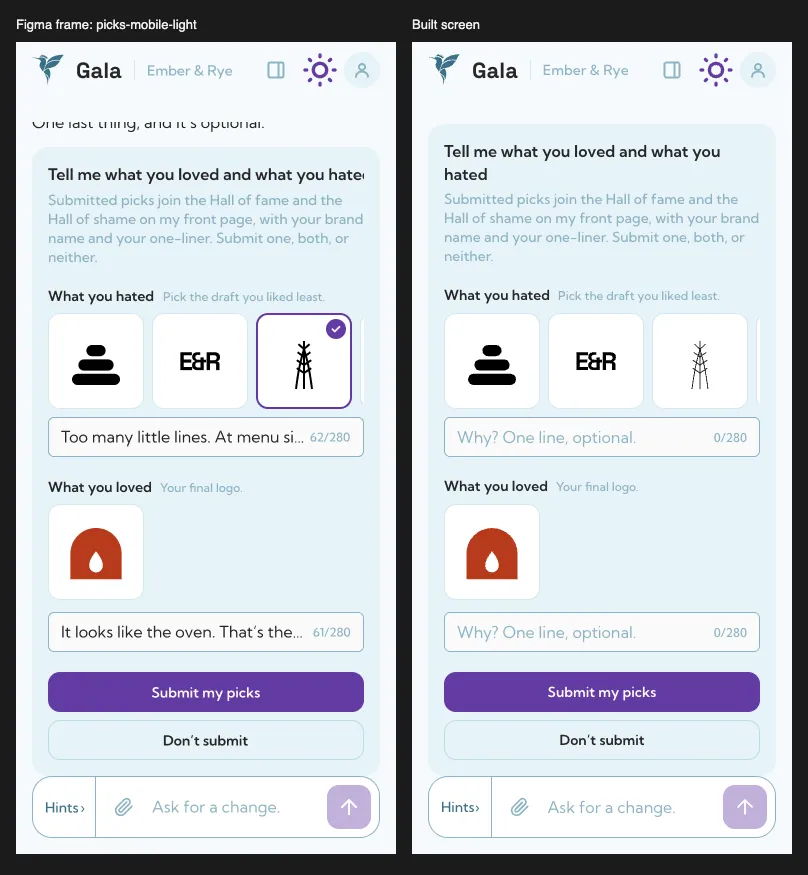 Figma frame: picks-mobile-light
Gala
Ember & Rye
One last thing, and it's optional.
Tell me what you loved and what you hated
Submitted picks join the Hall of fame and the
Hall of shame on my front page, with your brand
name and your one-liner. Submit one, both, or
neither.
What you hated Pick the draft you liked least.
E&R
Too many little lines. At menu si... 62/280
What you loved Your final logo.
It looks like the oven. That’s the... 61/280
Submit my picks
Don’t submit
Hints› Ask for a change.
Built screen
Gala
Ember & Rye
Tell me what you loved and what you
hated
Submitted picks join the Hall of fame and the
Hall of shame on my front page, with your brand
name and your one-liner. Submit one, both, or
neither.
What you hated Pick the draft you liked least.
E&R
Why? One line, optional. 0/280
What you loved Your final logo.
Why? One line, optional. 0/280
Submit my picks
Don’t submit
Hints› Ask for a change.